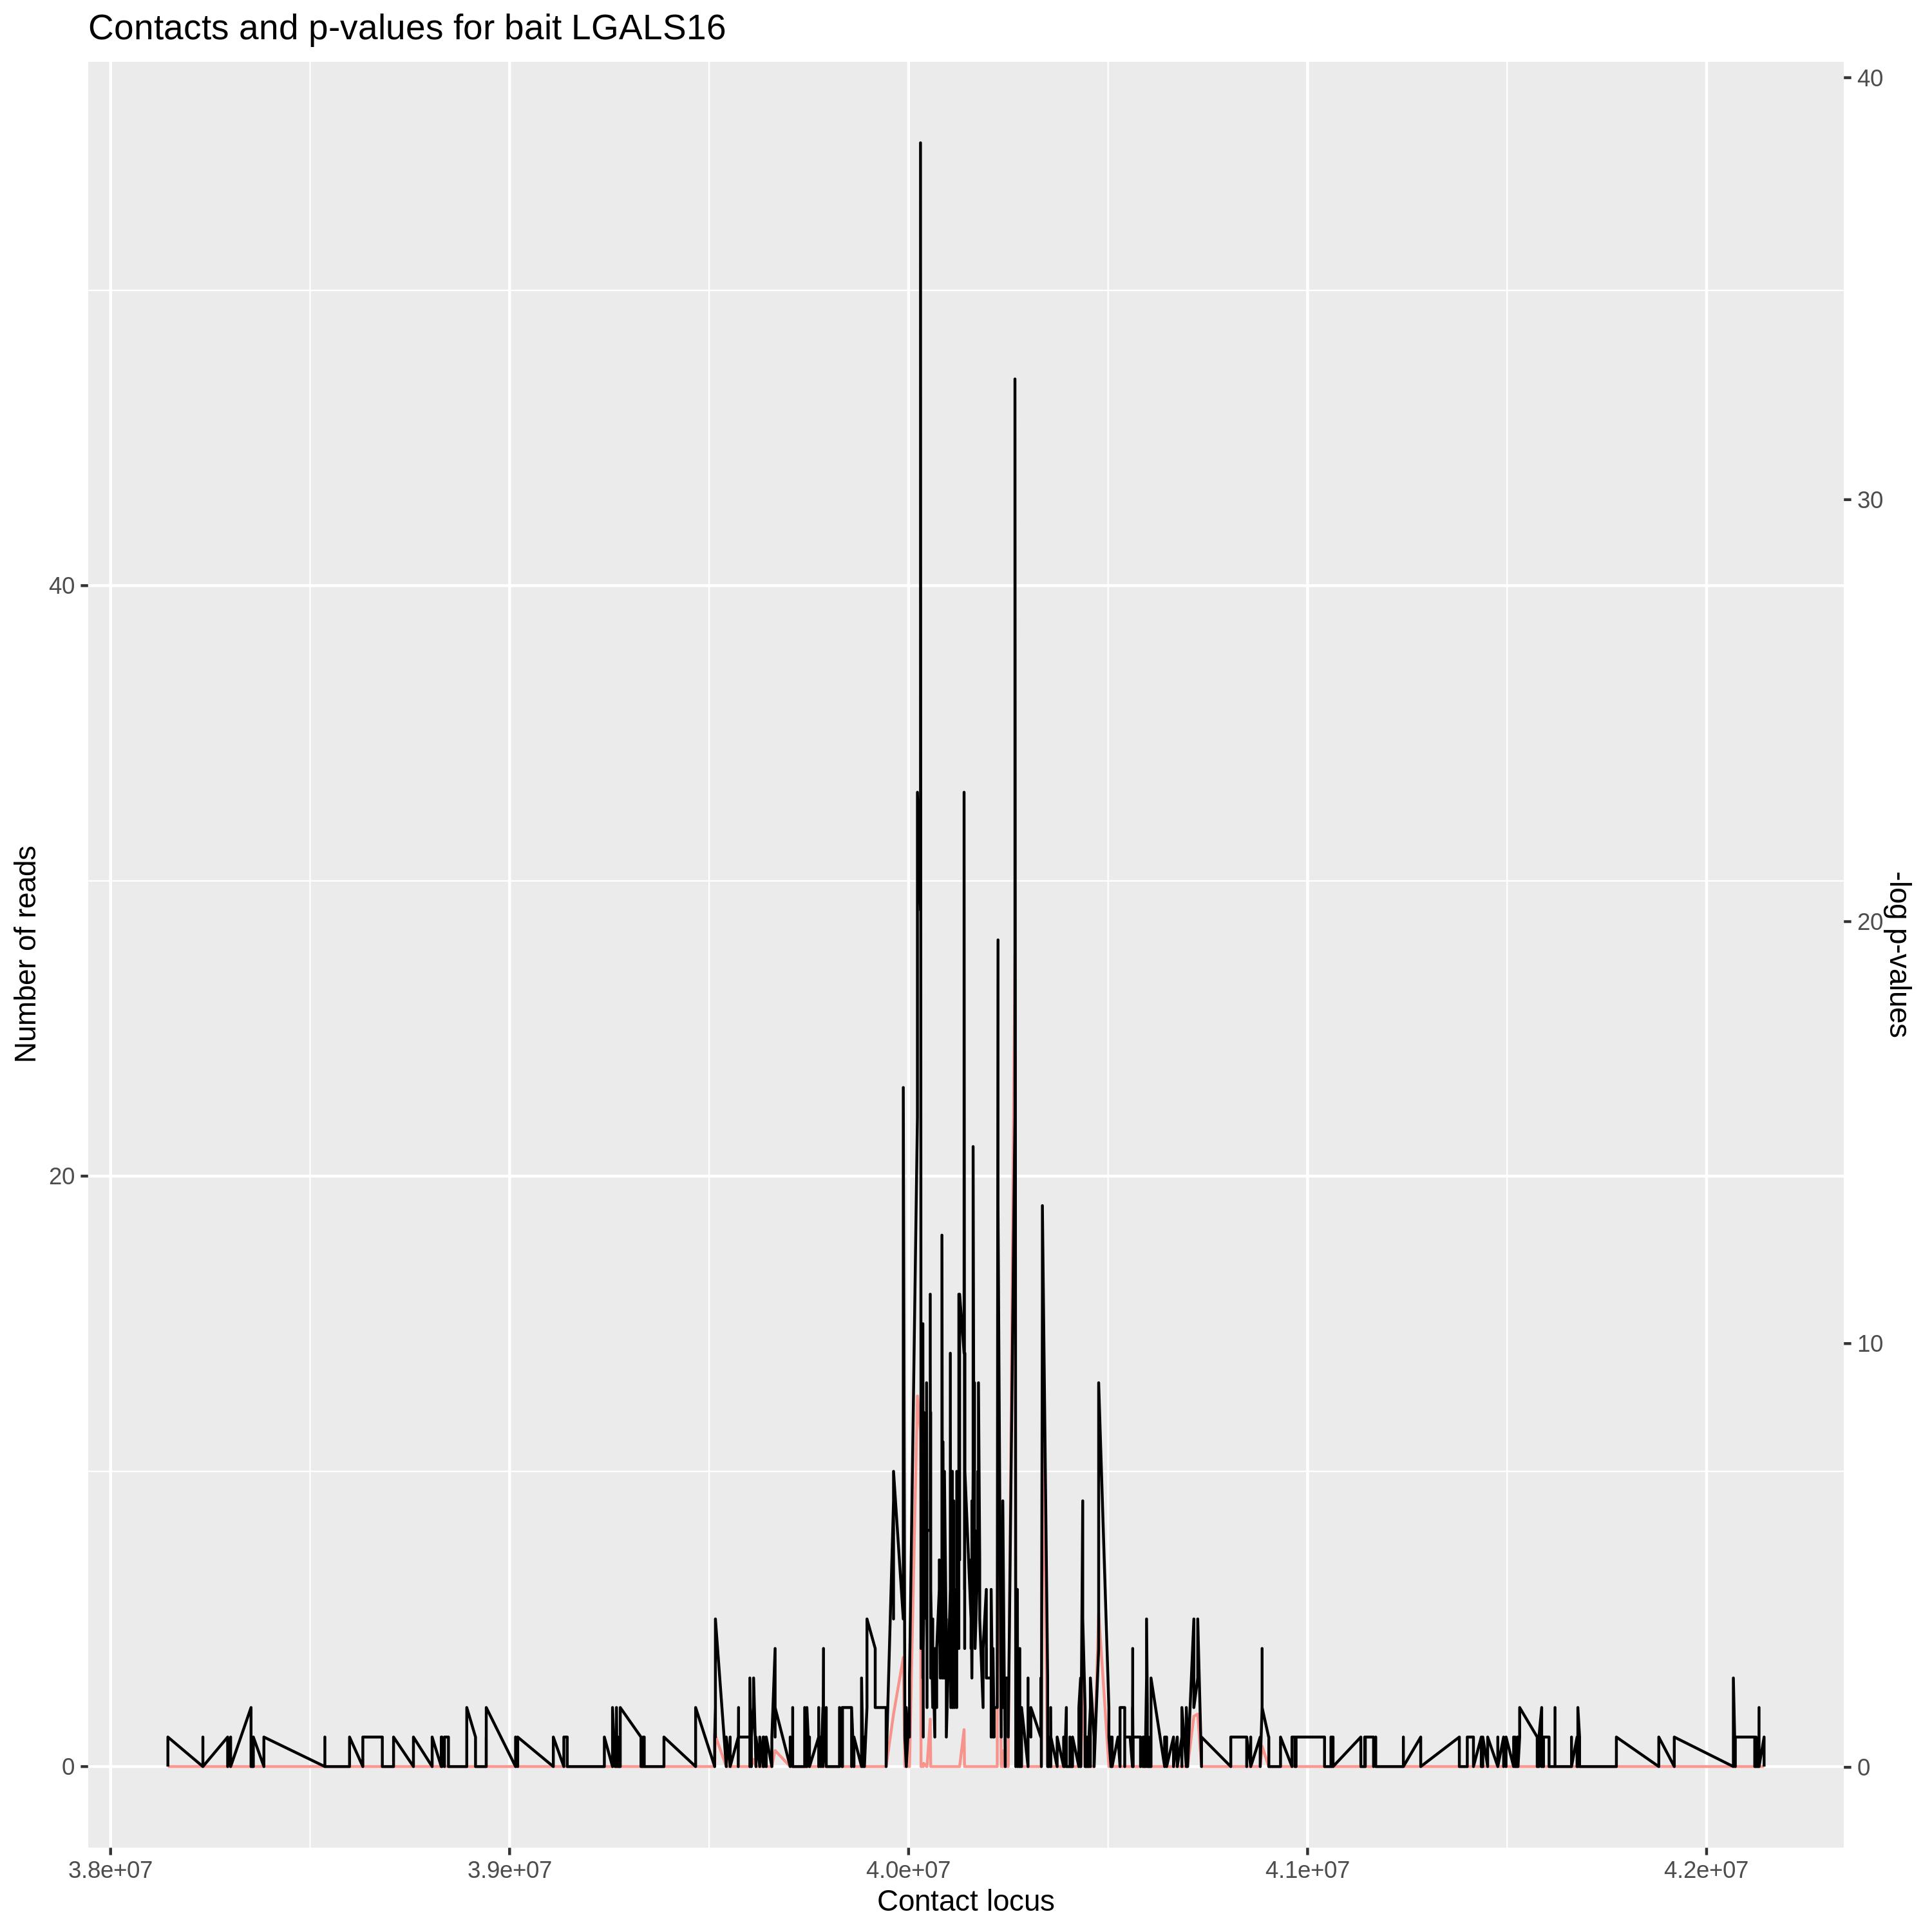 Contacts and p-values for bait LGALS16
Number of reads
40
20
0
40
30
20
10
0
-log p-values
3.8e+07
3.9e+07
4.0e+07
4.1e+07
4.2e+07
Contact locus